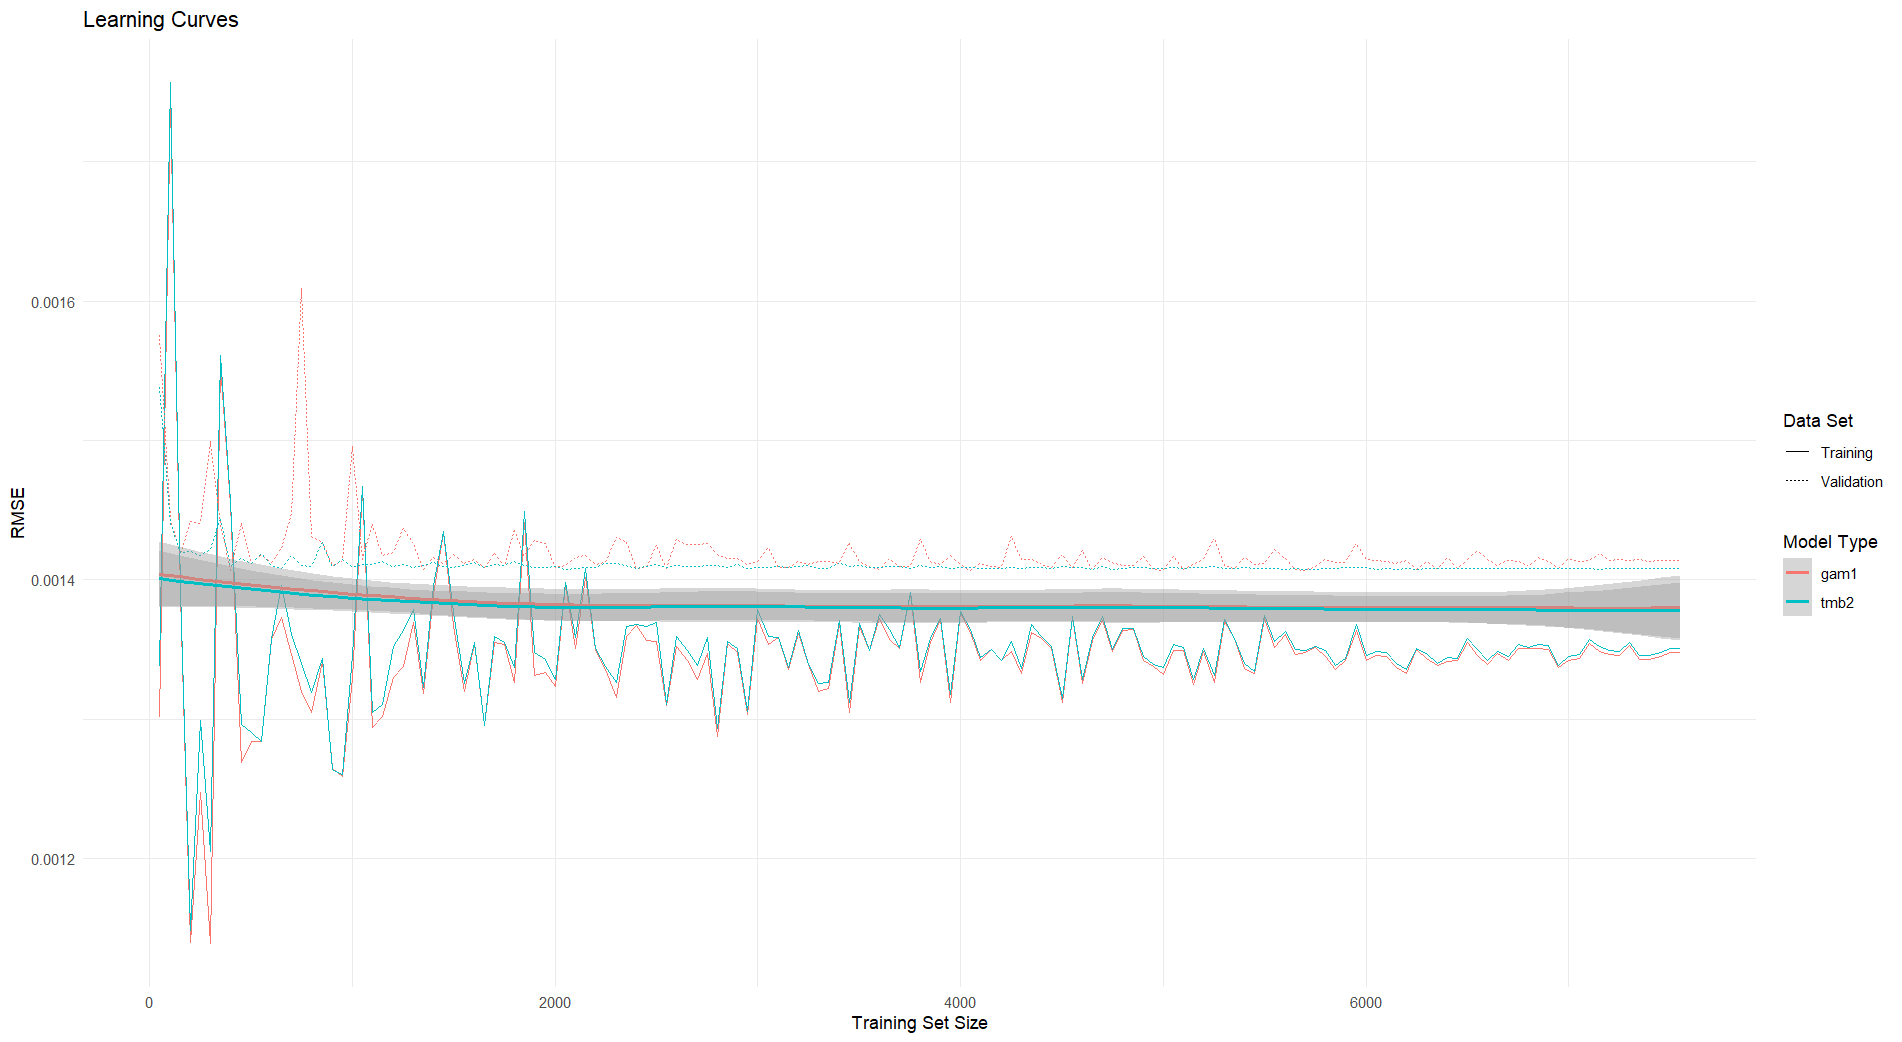 Learning Curves
RMSE
0.0016
0.0014
0.0012
0
2000
4000
6000
Training Set Size
Data Set
Training
Validation
Model Type
gam1
tmb2